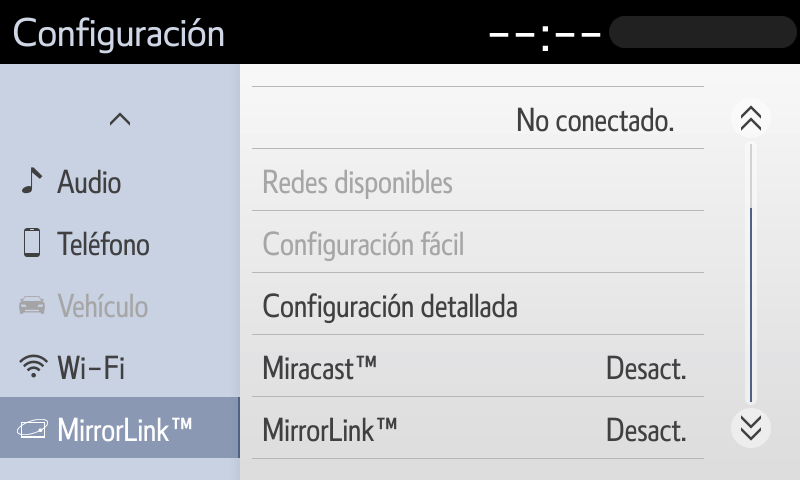 Configuración
--:--
Audio
Teléfono
Vehículo
Wi-Fi
MirrorLink™
No conectado.
Redes disponibles
Configuración fácil
Configuración detallada
Miracast™ Desact.
MirrorLink™ Desact.